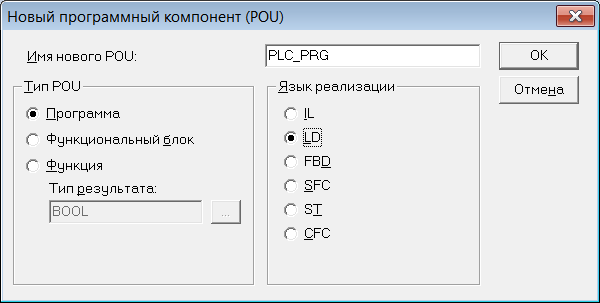 Новый программный компонент (POU)
Имя нового POU:
PLC_PRG
OK
Отмена
Тип POU
Программа
Функциональный блок
Функция
Тип результата:
BOOL
...
Язык реализации
IL
LD
FBD
SFC
ST
CFC